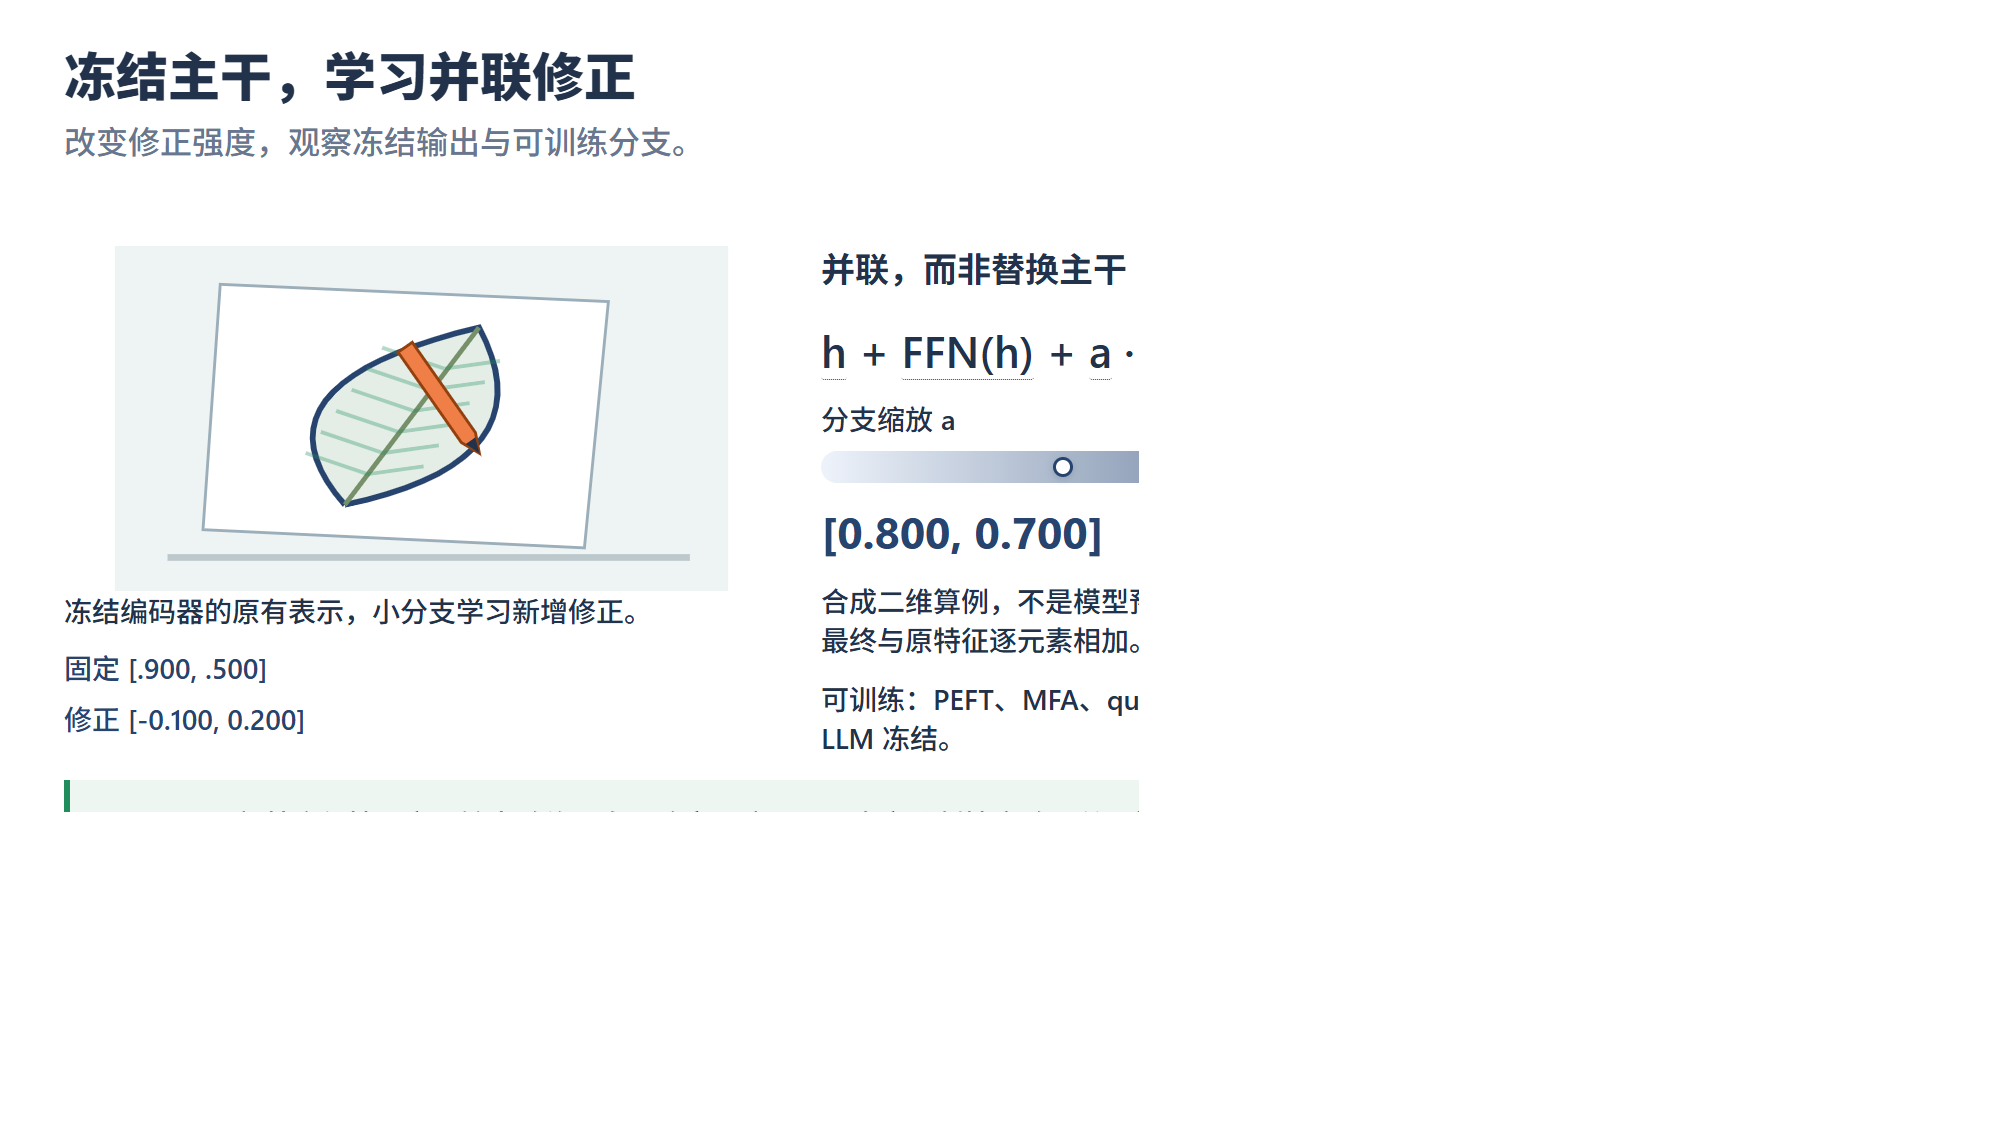 冻结主干，学习并联修正
改变修正强度，观察冻结输出与可训练分支。
冻结编码器的原有表示，小分支学习新增修正。
固定 [.900, .500]
修正 [-0.100, 0.200]
并联，而非替换主干
h + FFN(h) + a ·
分支缩放 a
[0.800, 0.700]
合成二维算例，不是模型
最终与原特征逐元素相加。
可训练：PEFT、MFA、qu
LLM 冻结。